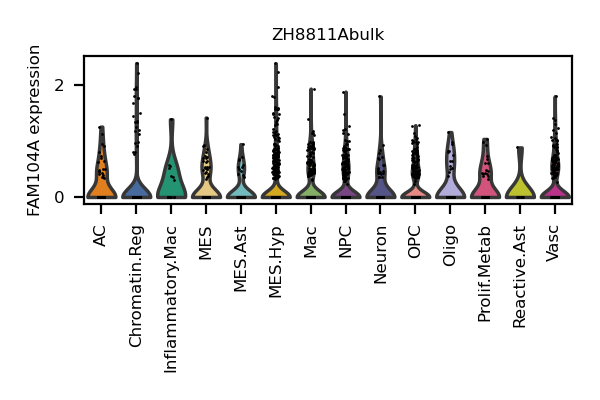 ZH8811Abulk
FAM104A expression
2
0
AC
Chromatin.Reg
Inflammatory.Mac
MES
MES.Ast
MES.Hyp
Mac
NPC
Neuron
OPC
Oligo
Prolif.Metab
Reactive.Ast
Vasc